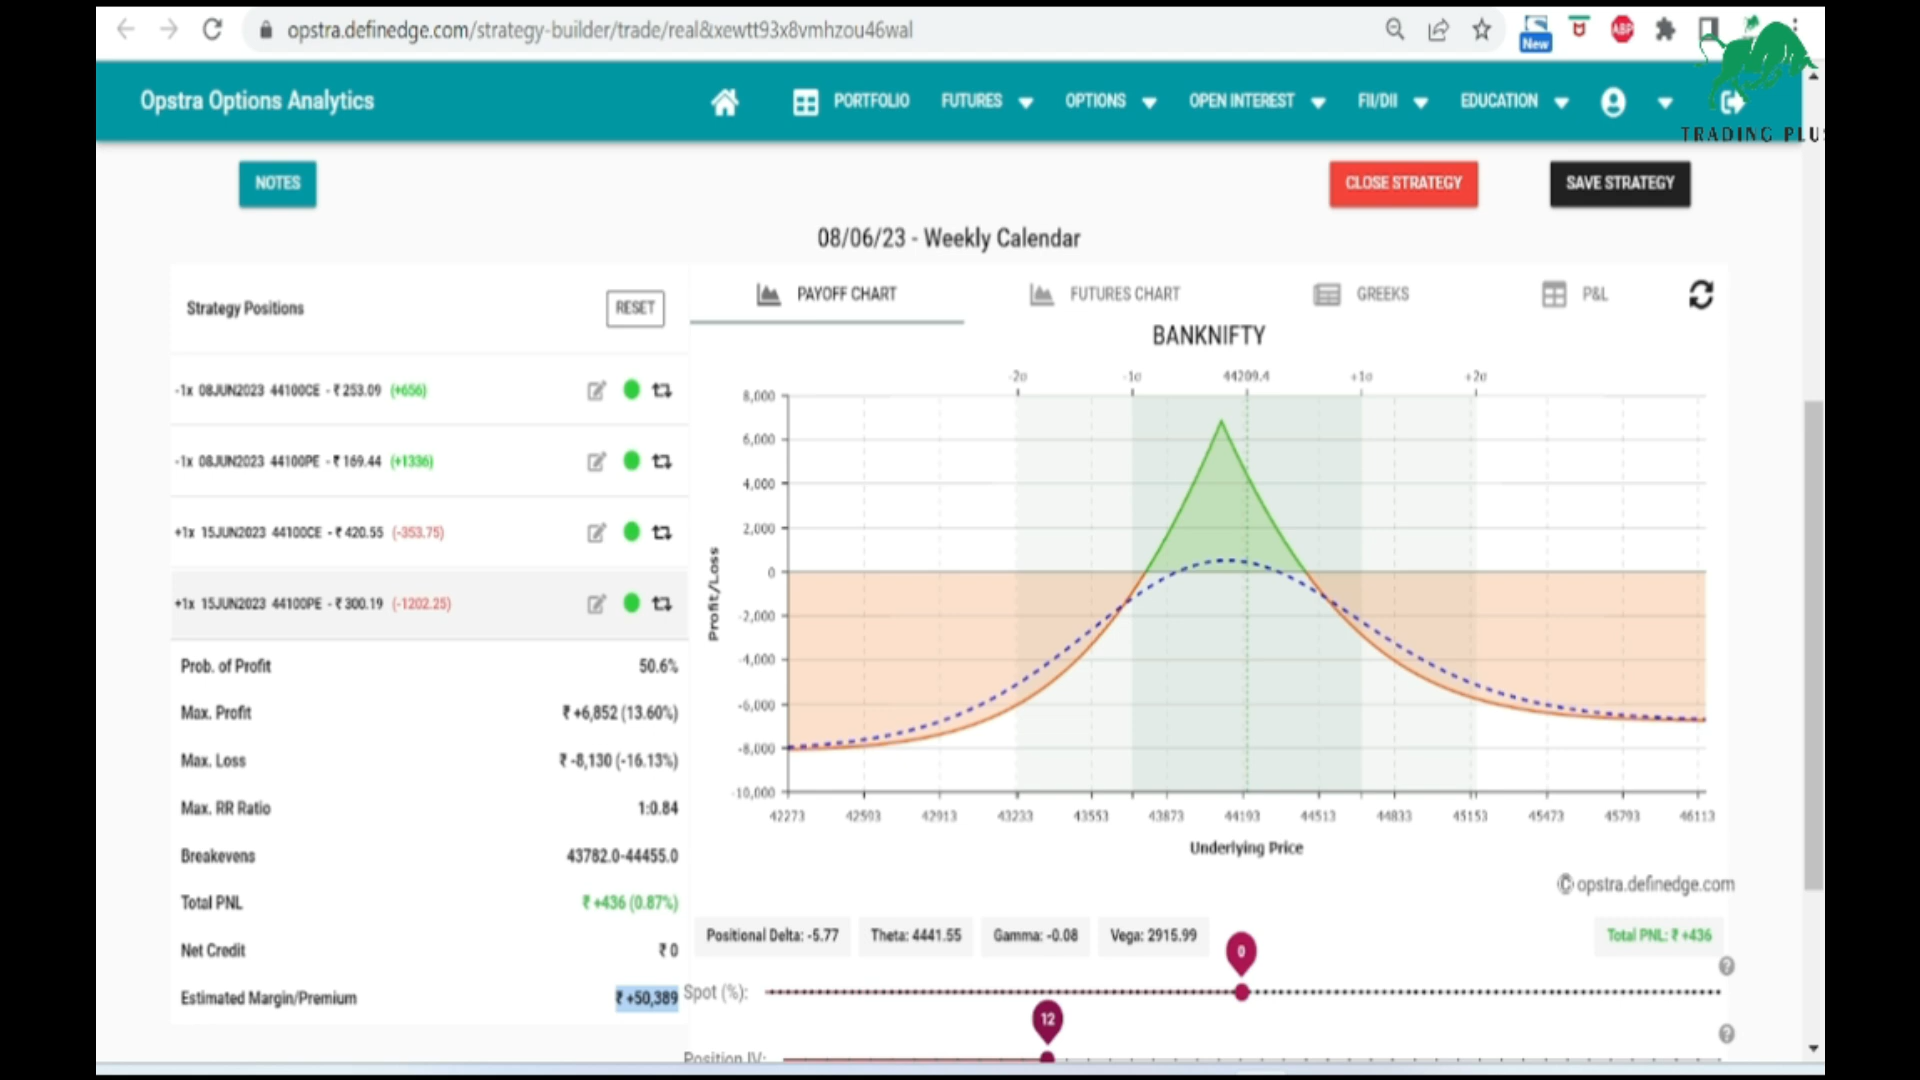 opstra.definedge.com/strategy-builder/trade/real&xewtt93x8vmhzou46wal
New
ABP
Opstra Options Analytics
PORTFOLIO
FUTURES
OPTIONS
OPEN INTEREST
FII/DII
EDUCATION
TRADING PLU
NOTES
CLOSE STRATEGY
SAVE STRATEGY
08/06/23 - Weekly Calendar
Strategy Positions
RESET
-1x 08JUN2023 44100CE - ₹ 253.09 (+656)
-1x 08JUN2023 44100PE - ₹ 169.44 (+1336)
+1x 15JUN2023 44100CE - ₹ 420.55 (-353.75)
+1x 15JUN2023 44100PE - ₹ 300.19 (-1202.25)
Prob. of Profit 50.6%
Max. Profit ₹ +6,852 (13.60%)
Max. Loss ₹ -8,130 (-16.13%)
Max. RR Ratio 1:0.84
Breakevens 43782.0-44455.0
Total PNL ₹ +436 (0.87%)
Net Credit ₹ 0
Estimated Margin/Premium ₹ +50,389
PAYOFF CHART
FUTURES CHART
GREEKS
P&L
BANKNIFTY
-2σ -1σ 44209.4 +1σ +2σ
8,000
6,000
4,000
2,000
0
-2,000
-4,000
-6,000
-8,000
-10,000
Profit/Loss
42273 42593 42913 43233 43553 43873 44193 44513 44833 45153 45473 45793 46113
Underlying Price
© opstra.definedge.com
Positional Delta: -5.77
Theta: 4441.55
Gamma: -0.08
Vega: 2915.99
Total PNL: ₹ +436
0
Spot (%):
12
Position IV: